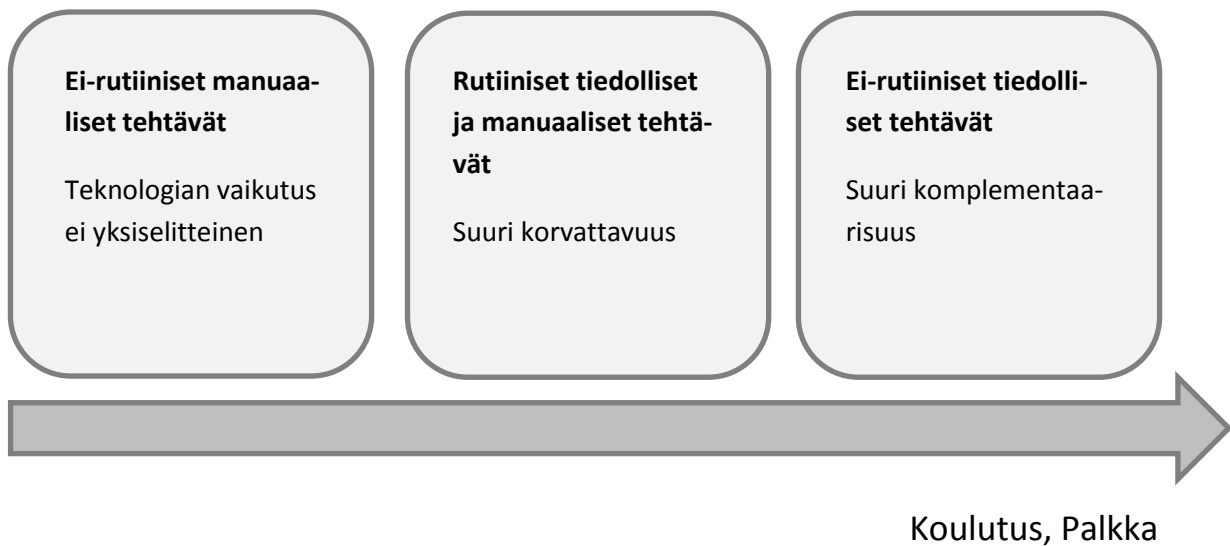 Ei-rutiiniset manuaa-
liset tehtävät
Teknologian vaikutus
ei yksiselitteinen
Rutiiniset tiedolliset
ja manuaaliset tehtä-
vät
Suuri korvattavuus
Ei-rutiiniset tiedolli-
set tehtävät
Suuri komplementaa-
risuus
Koulutus, Palkka